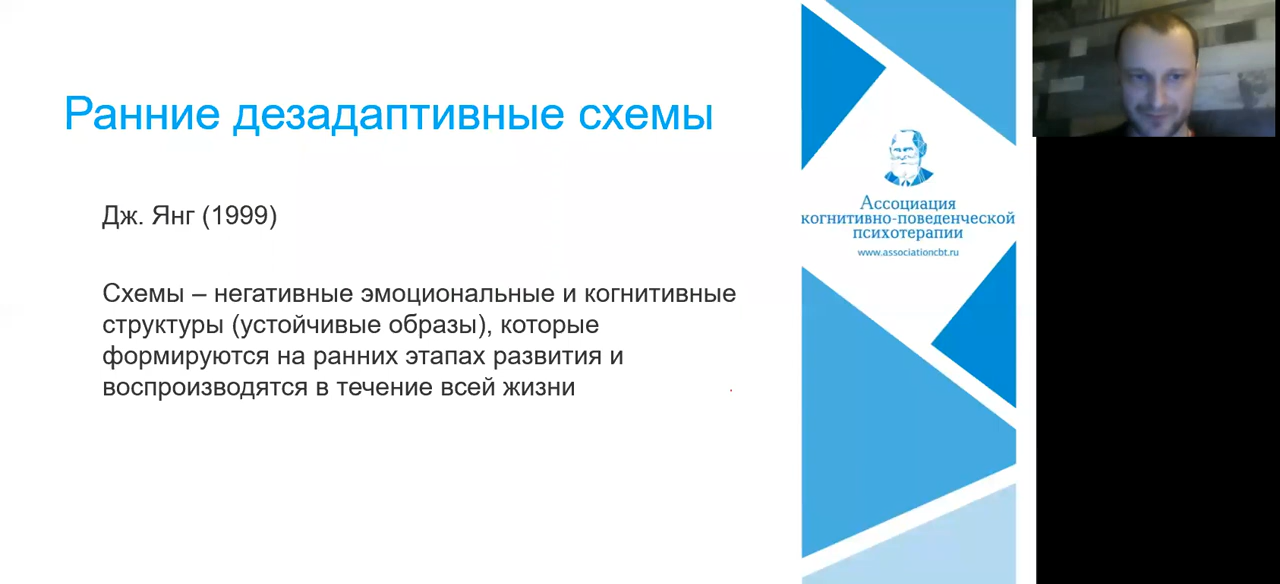 Ранние дезадаптивные схемы
Дж. Янг (1999)
Схемы – негативные эмоциональные и когнитивные
структуры (устойчивые образы), которые
формируются на ранних этапах развития и
воспроизводятся в течение всей жизни
Ассоциация
когнитивно-поведенческой
психотерапии
www.associationcbt.ru